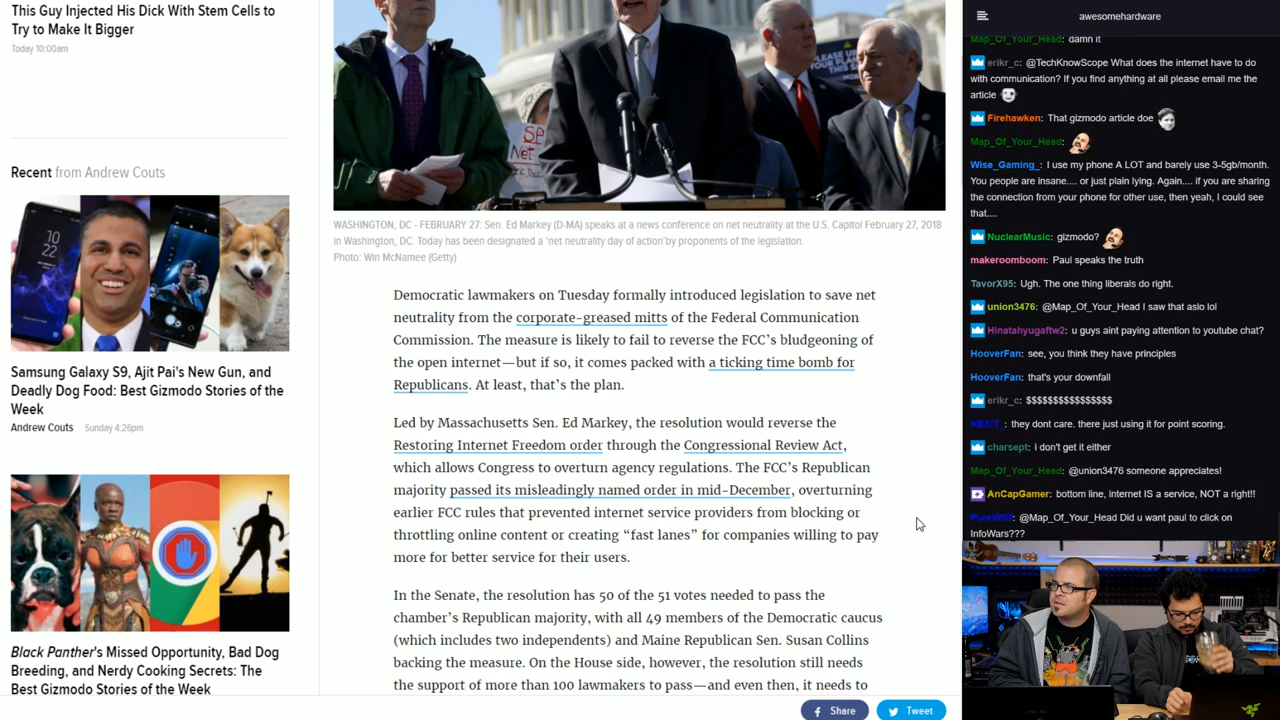 This Guy Injected His Dick With Stem Cells to
Try to Make It Bigger
Today 10:00am
Recent from Andrew Couts
Samsung Galaxy S9, Ajit Pai's New Gun, and
Deadly Dog Food: Best Gizmodo Stories of the
Week
Andrew Couts Sunday 4:26pm
Black Panther's Missed Opportunity, Bad Dog
Breeding, and Nerdy Cooking Secrets: The
Best Gizmodo Stories of the Week
10
22
WASHINGTON, DC - FEBRUARY 27: Sen. Ed Markey (D-MA) speaks at a news conference on net neutrality at the U.S. Capitol February 27, 2018
in Washington, DC. Today has been designated a 'net neutrality day of action'by proponents of the legislation.
Photo: Win McNamee (Getty)
Democratic lawmakers on Tuesday formally introduced legislation to save net
neutrality from the corporate-greased mitts of the Federal Communication
Commission. The measure is likely to fail to reverse the FCC’s bludgeoning of
the open internet—but if so, it comes packed with a ticking time bomb for
Republicans. At least, that’s the plan.
Led by Massachusetts Sen. Ed Markey, the resolution would reverse the
Restoring Internet Freedom order through the Congressional Review Act,
which allows Congress to overturn agency regulations. The FCC’s Republican
majority passed its misleadingly named order in mid-December, overturning
earlier FCC rules that prevented internet service providers from blocking or
throttling online content or creating “fast lanes” for companies willing to pay
more for better service for their users.
In the Senate, the resolution has 50 of the 51 votes needed to pass the
chamber’s Republican majority, with all 49 members of the Democratic caucus
(which includes two independents) and Maine Republican Sen. Susan Collins
backing the measure. On the House side, however, the resolution still needs
the support of more than 100 lawmakers to pass—and even then, it needs to
Share
Tweet
awesomehardware
Map_Of_Your_Head: damn it
erikr_c: @TechKnowScope What does the internet have to do
with communication? If you find anything at all please email me the
article
Firehawken: That gizmodo article doe
Map_Of_Your_Head:
Wise_Gaming_: I use my phone A LOT and barely use 3-5gb/month.
You people are insane.... or just plain lying. Again.... if you are sharing
the connection from your phone for other use, then yeah, I could see
that....
NuclearMusic: gizmodo?
makeroomboom: Paul speaks the truth
TavorX95: Ugh. The one thing liberals do right.
union3476: @Map_Of_Your_Head I saw that aslo lol
Hinatahyugaftw2: u guys aint paying attention to youtube chat?
HooverFan: see, you think they have principles
HooverFan: that's your downfall
erikr_c: $$$$$$$$$$$$$$$$
they dont care. there just using it for point scoring.
charsept: i don't get it either
Map_Of_Your_Head: @union3476 someone appreciates!
AnCapGamer: bottom line, internet IS a service, NOT a right!!
@Map_Of_Your_Head Did u want paul to click on
InfoWars???